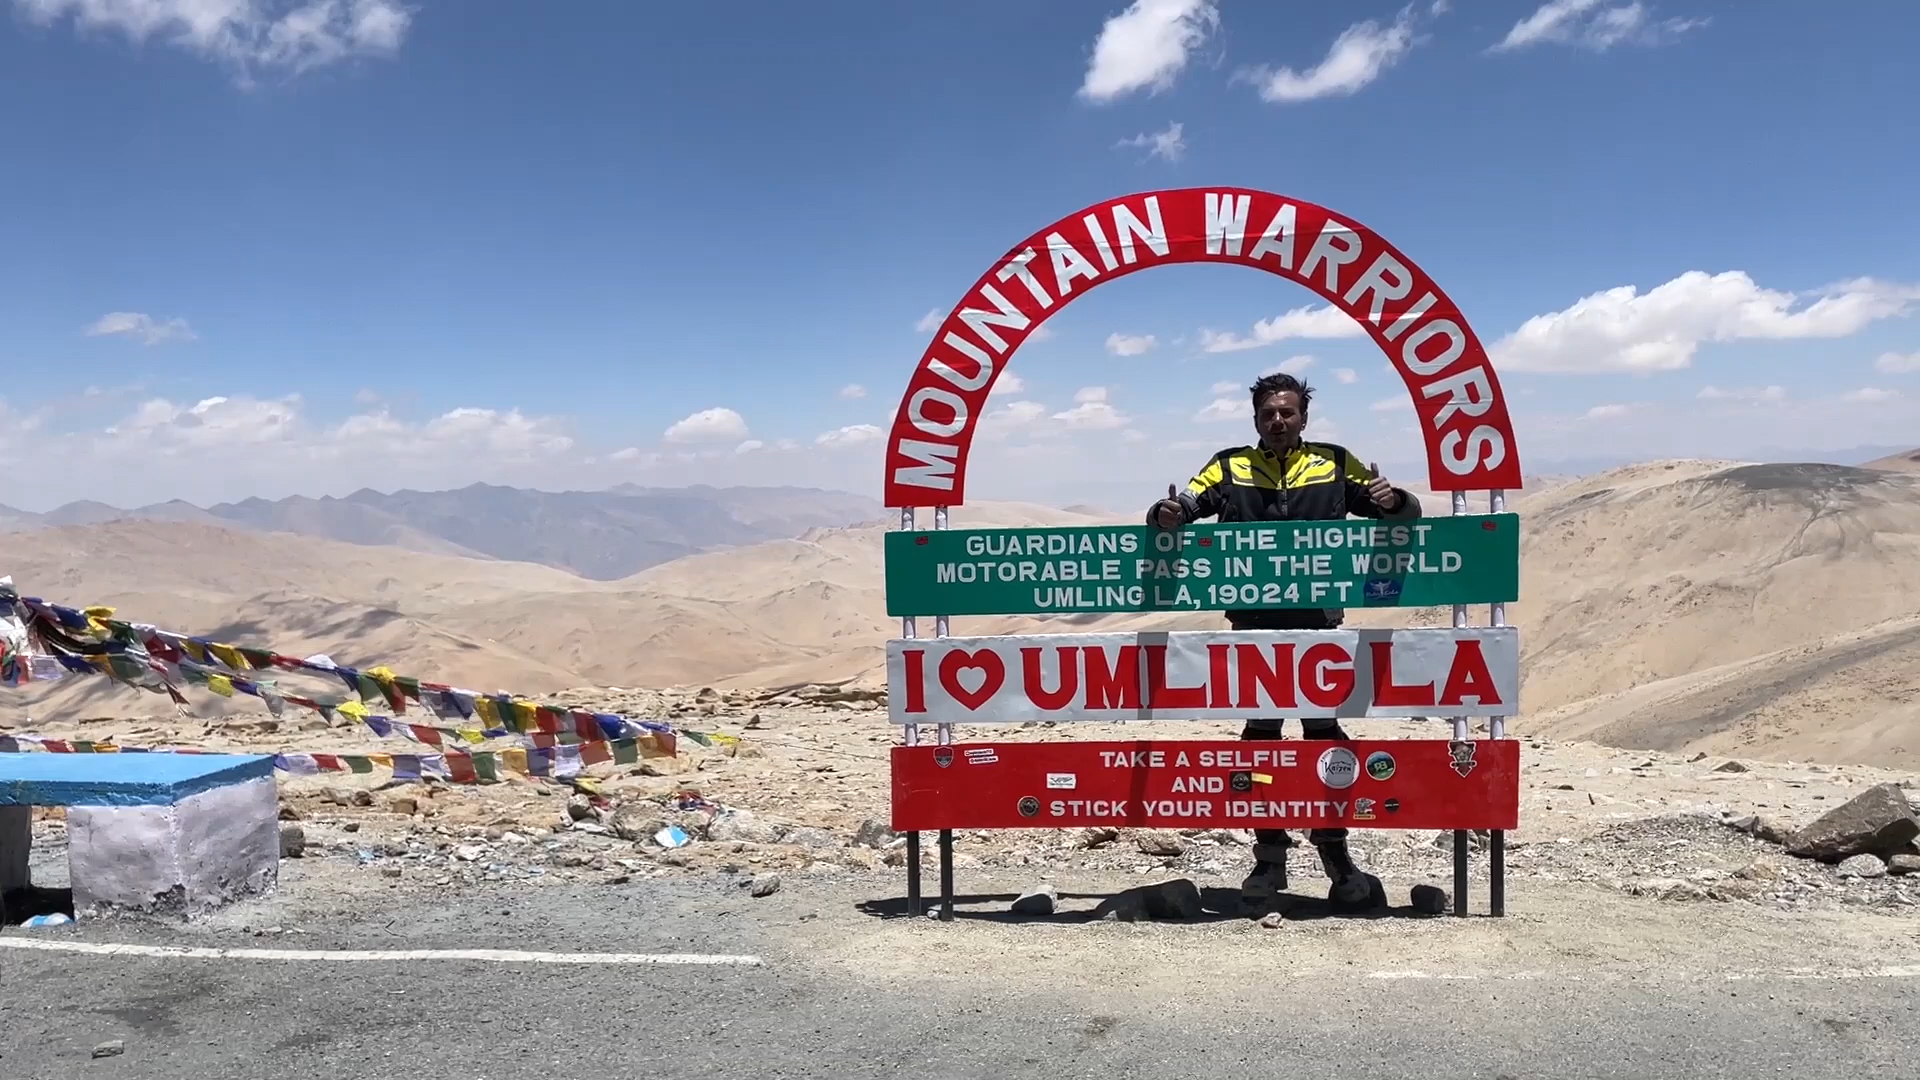 MOUNTAIN WARRIORS
GUARDIANS OF THE HIGHEST
MOTORABLE PASS IN THE WORLD
UMLING LA, 19024 FT
I ♡ UMLING LA
TAKE A SELFIE
AND
STICK YOUR IDENTITY
Kaizen